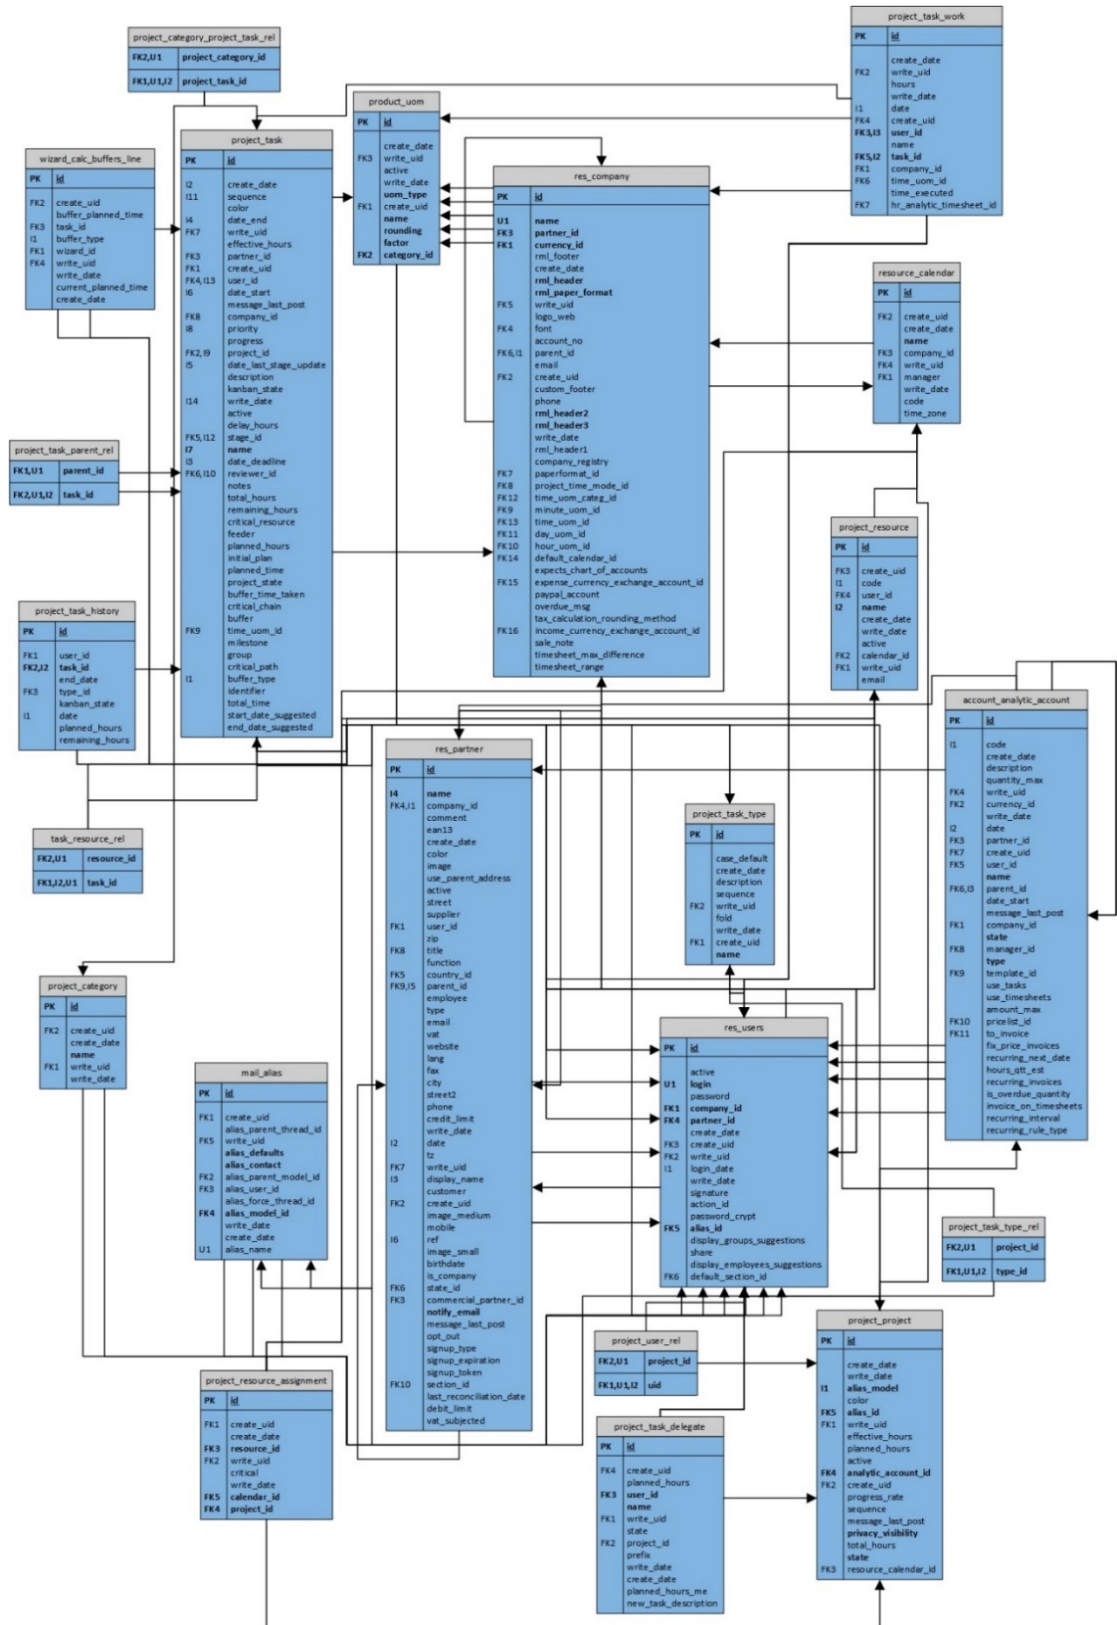 project_category_project_task_rel
FK2,U1 project_category_id
FK1,U1,I2 project_task_id
project_task_work
PK id
create_date
FK2 write_uid
hours
write_date
I1 date
FK4 create_uid
FK3,I3 user_id
name
FK5,I2 task_id
FK1 company_id
FK6 time_uom_id
time_executed
FK7 hr_analytic_timesheet_id
product_uom
PK id
create_date
FK3 write_uid
active
write_date
uom_type
FK1 create_uid
name
rounding
factor
FK2 category_id
project_task
PK id
I2 create_date
I11 sequence
color
I4 date_end
FK7 write_uid
effective_hours
FK3 partner_id
FK1 create_uid
FK4,I13 user_id
I6 date_start
message_last_post
FK8 company_id
I8 priority
progress
FK2,I9 project_id
I5 date_last_stage_update
description
kanban_state
I14 write_date
active
delay_hours
FK5,I12 stage_id
I7 name
I3 date_deadline
FK6,I10 reviewer_id
notes
total_hours
remaining_hours
critical_resource
feeder
planned_hours
initial_plan
planned_time
project_state
buffer_time_taken
critical_chain
buffer
FK9 time_uom_id
milestone
group
critical_path
I1 buffer_type
identifier
total_time
start_date_suggested
end_date_suggested
wizard_calc_buffers_line
PK id
FK2 create_uid
buffer_planned_time
FK3 task_id
I1 buffer_type
FK1 wizard_id
FK4 write_uid
write_date
current_planned_time
create_date
res_company
PK id
U1 name
FK3 partner_id
FK1 currency_id
rml_footer
create_date
rml_header
rml_paper_format
FK5 write_uid
logo_web
FK4 font
account_no
FK6,I1 parent_id
email
FK2 create_uid
custom_footer
phone
rml_header2
rml_header3
write_date
rml_header1
company_registry
FK7 paperformat_id
FK8 project_time_mode_id
FK12 time_uom_categ_id
FK9 minute_uom_id
FK13 time_uom_id
FK11 day_uom_id
FK10 hour_uom_id
FK14 default_calendar_id
expects_chart_of_accounts
FK15 expense_currency_exchange_account_id
paypal_account
overdue_msg
tax_calculation_rounding_method
FK16 income_currency_exchange_account_id
sale_note
timesheet_max_difference
timesheet_range
resource_calendar
PK id
FK2 create_uid
create_date
name
FK3 company_id
FK4 write_uid
FK1 manager
write_date
code
time_zone
project_task_parent_rel
FK1,U1 parent_id
FK2,U1,I2 task_id
project_resource
PK id
FK3 create_uid
I1 code
FK4 user_id
I2 name
create_date
write_date
active
FK2 calendar_id
FK1 write_uid
email
project_task_history
PK id
FK1 user_id
FK2,I2 task_id
end_date
FK3 type_id
kanban_state
I1 date
planned_hours
remaining_hours
account_analytic_account
PK id
I1 code
create_date
description
quantity_max
FK4 write_uid
FK2 currency_id
write_date
I2 date
FK3 partner_id
FK7 create_uid
FK5 user_id
name
FK6,I3 parent_id
date_start
message_last_post
FK1 company_id
state
FK8 manager_id
type
FK9 template_id
use_tasks
use_timesheets
amount_max
FK10 pricelist_id
FK11 to_invoice
fix_price_invoices
recurring_next_date
hours_qtt_est
recurring_invoices
is_overdue_quantity
invoice_on_timesheets
recurring_interval
recurring_rule_type
res_partner
PK id
I4 name
FK4,I1 company_id
comment
ean13
create_date
color
image
use_parent_address
active
street
supplier
FK1 user_id
zip
FK8 title
function
FK5 country_id
FK9,I5 parent_id
employee
type
email
vat
website
lang
fax
city
street2
phone
credit_limit
write_date
I2 date
tz
FK7 write_uid
I3 display_name
customer
FK2 create_uid
image_medium
mobile
I6 ref
image_small
birthdate
is_company
FK6 state_id
FK3 commercial_partner_id
notify_email
message_last_post
opt_out
signup_type
signup_expiration
signup_token
FK10 section_id
last_reconciliation_date
debit_limit
vat_subjected
project_task_type
PK id
case_default
create_date
description
sequence
FK2 write_uid
fold
write_date
FK1 create_uid
name
task_resource_rel
FK2,U1 resource_id
FK1,I2,U1 task_id
project_category
PK id
FK2 create_uid
create_date
name
FK1 write_uid
write_date
res_users
PK id
active
U1 login
password
FK1 company_id
FK4 partner_id
create_date
FK3 create_uid
FK2 write_uid
I1 login_date
write_date
signature
action_id
password_crypt
FK5 alias_id
display_groups_suggestions
share
display_employees_suggestions
FK6 default_section_id
mail_alias
PK id
FK1 create_uid
alias_parent_thread_id
FK5 write_uid
alias_defaults
alias_contact
FK2 alias_parent_model_id
FK3 alias_user_id
alias_force_thread_id
FK4 alias_model_id
write_date
create_date
U1 alias_name
project_task_type_rel
FK2,U1 project_id
FK1,U1,I2 type_id
project_project
PK id
create_date
write_date
I1 alias_model
color
FK5 alias_id
FK1 write_uid
effective_hours
planned_hours
active
FK4 analytic_account_id
FK2 create_uid
progress_rate
sequence
message_last_post
privacy_visibility
total_hours
state
FK3 resource_calendar_id
project_user_rel
FK2,U1 project_id
FK1,U1,I2 uid
project_resource_assignment
PK id
FK1 create_uid
create_date
FK3 resource_id
FK2 write_uid
critical
write_date
FK5 calendar_id
FK4 project_id
project_task_delegate
PK id
FK4 create_uid
planned_hours
FK3 user_id
name
FK1 write_uid
state
FK2 project_id
prefix
write_date
create_date
planned_hours_me
new_task_description